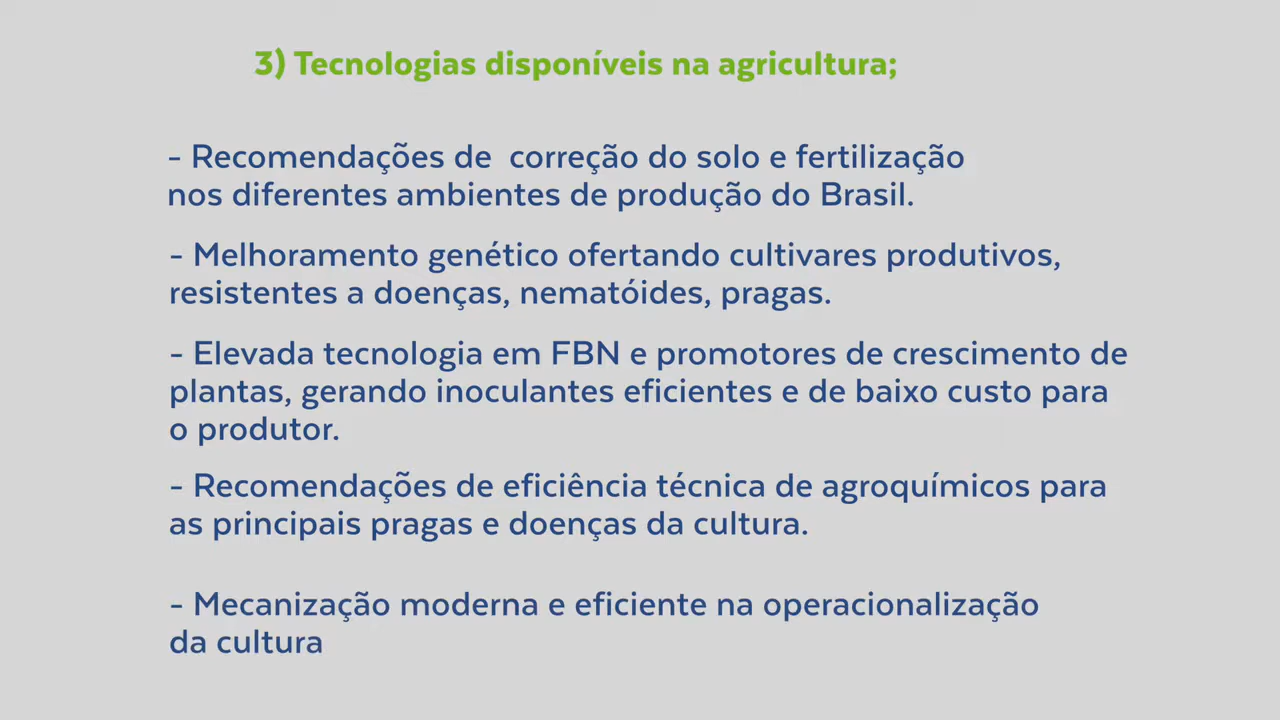 3) Tecnologias disponíveis na agricultura;
- Recomendações de  correção do solo e fertilização
nos diferentes ambientes de produção do Brasil.
- Melhoramento genético ofertando cultivares produtivos,
resistentes a doenças, nematóides, pragas.
- Elevada tecnologia em FBN e promotores de crescimento de
plantas, gerando inoculantes eficientes e de baixo custo para
o produtor.
- Recomendações de eficiência técnica de agroquímicos para
as principais pragas e doenças da cultura.
- Mecanização moderna e eficiente na operacionalização
da cultura